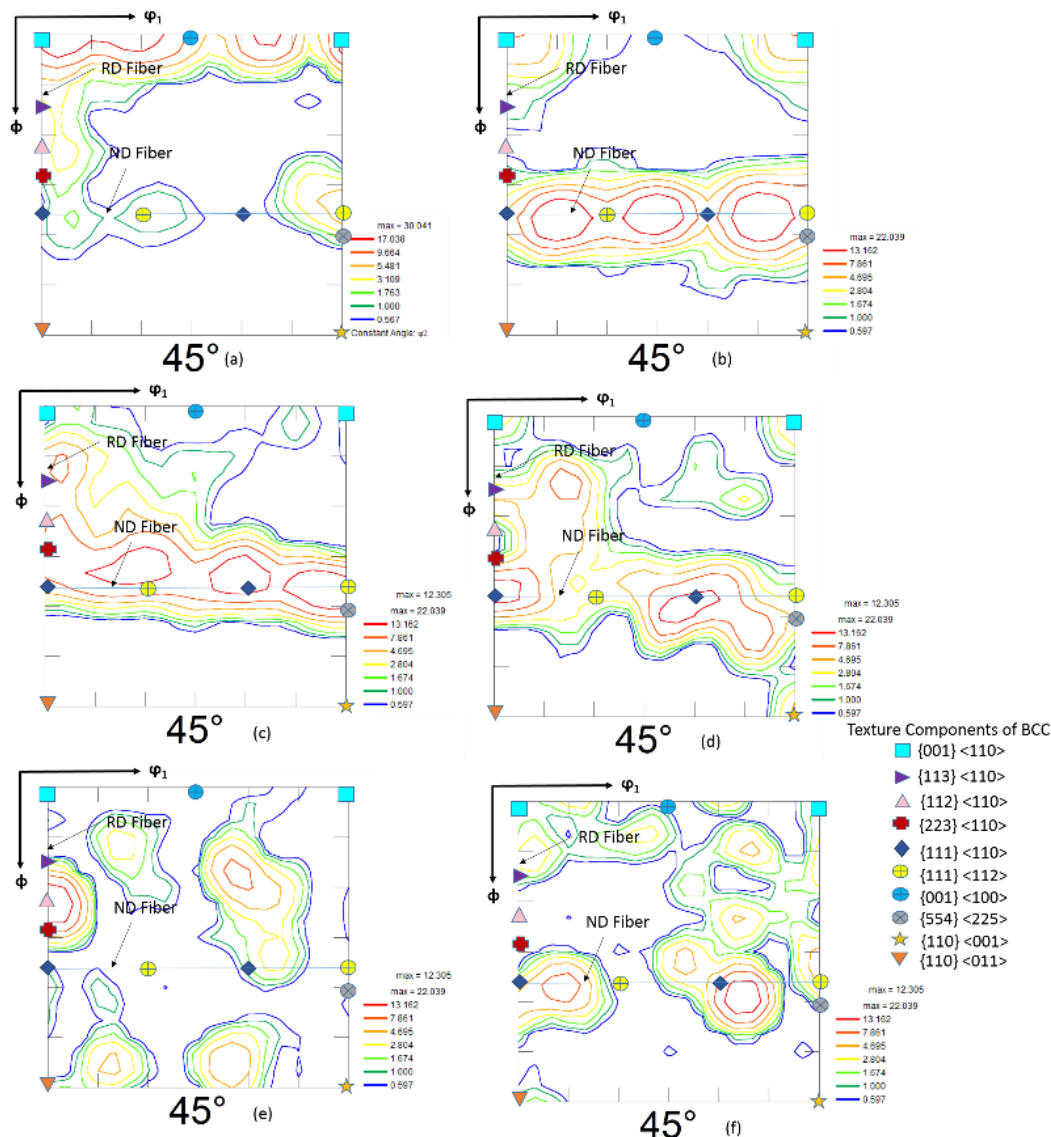 φ₁
RD Fiber
ϕ
ND Fiber
max = 30.041
17.038
9.664
5.481
3.109
1.763
1.000
0.567
Constant Angle: φ2
45° (a)
φ₁
RD Fiber
ϕ
ND Fiber
max = 22.039
13.162
7.861
4.695
2.804
1.674
1.000
0.597
45° (b)
φ₁
RD Fiber
ϕ
ND Fiber
max = 12.305
max = 22.039
13.162
7.861
4.695
2.804
1.674
1.000
0.597
45° (c)
φ₁
RD Fiber
ϕ
ND Fiber
max = 12.305
max = 22.039
13.162
7.861
4.695
2.804
1.674
1.000
0.597
45° (d)
Texture Components of BCC
{001} <110>
{113} <110>
{112} <110>
{223} <110>
{111} <110>
{111} <112>
{001} <100>
{554} <225>
{110} <001>
{110} <011>
φ₁
RD Fiber
ϕ
ND Fiber
max = 12.305
max = 22.039
13.162
7.861
4.695
2.804
1.674
1.000
0.597
45° (e)
φ₁
RD Fiber
ϕ
ND Fiber
max = 12.305
max = 22.039
13.162
7.861
4.695
2.804
1.674
1.000
0.597
45° (f)